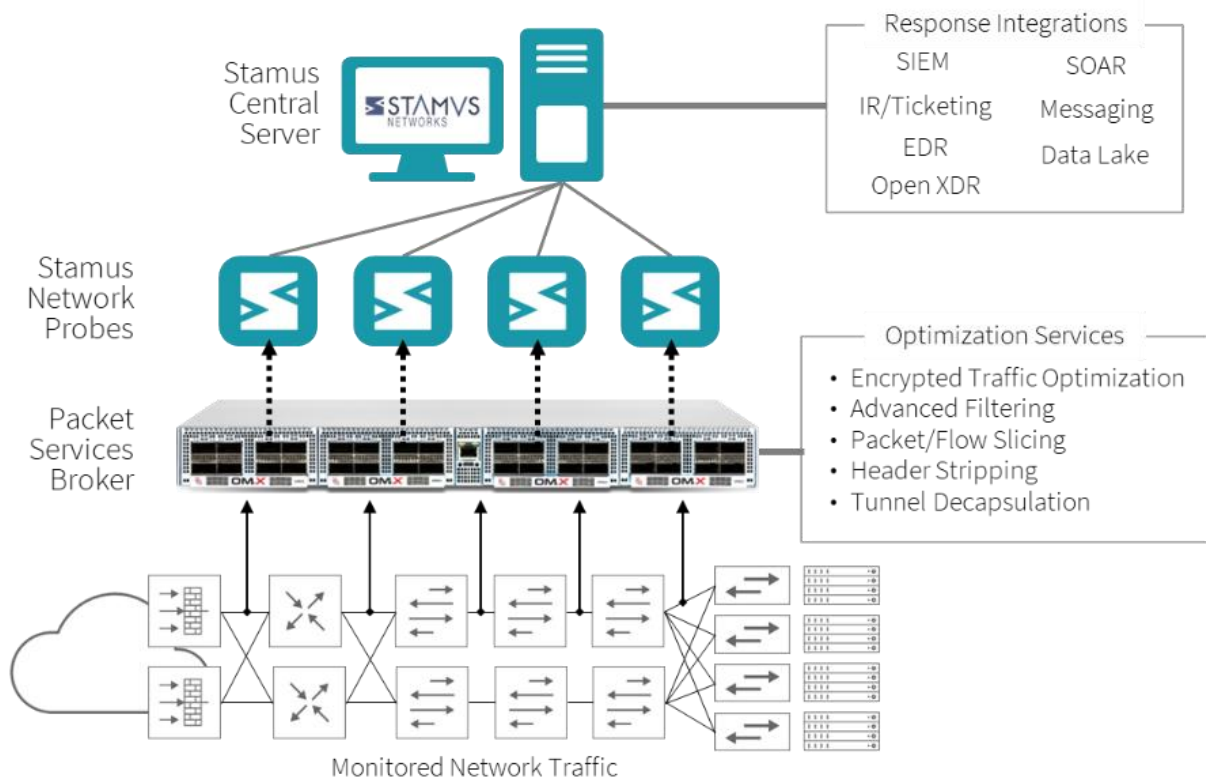 Response Integrations
SIEM
SOAR
IR/Ticketing
Messaging
EDR
Data Lake
Open XDR
Stamus
Central
Server
STAMVS
NETWORKS
Stamus
Network
Probes
Optimization Services
• Encrypted Traffic Optimization
• Advanced Filtering
• Packet/Flow Slicing
• Header Stripping
• Tunnel Decapsulation
Packet
Services
Broker
OMX
OMX
OMX
OMX
Monitored Network Traffic